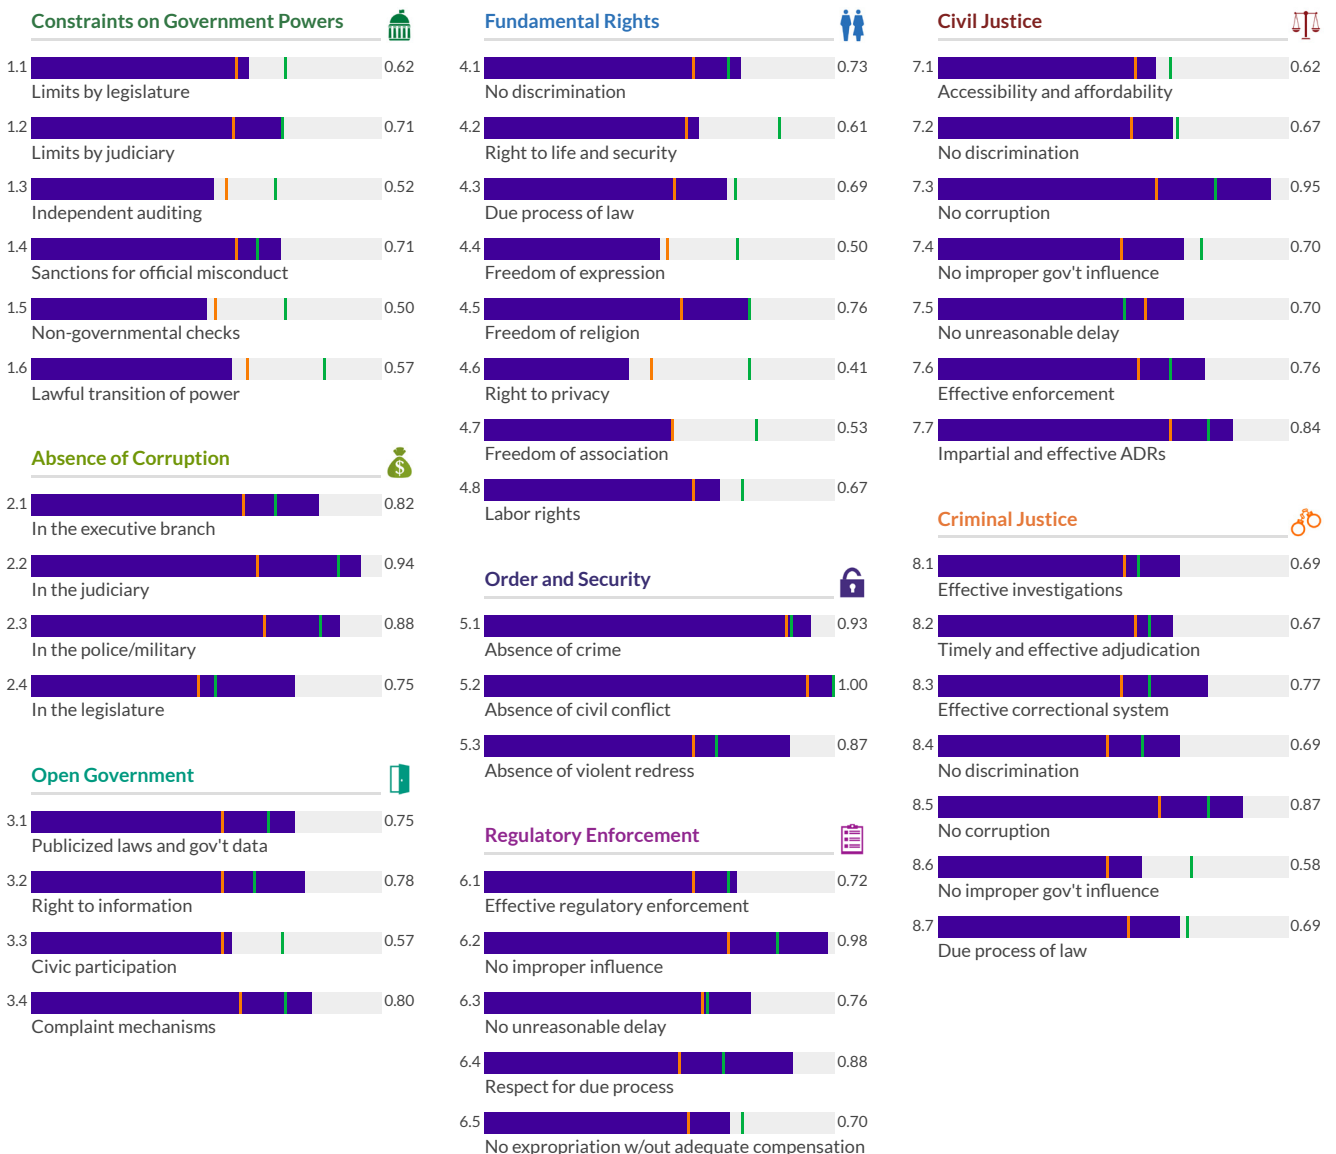 Constraints on Government Powers
1.1 0.62
Limits by legislature
1.2 0.71
Limits by judiciary
1.3 0.52
Independent auditing
1.4 0.71
Sanctions for official misconduct
1.5 0.50
Non-governmental checks
1.6 0.57
Lawful transition of power
Absence of Corruption
2.1 0.82
In the executive branch
2.2 0.94
In the judiciary
2.3 0.88
In the police/military
2.4 0.75
In the legislature
Open Government
3.1 0.75
Publicized laws and gov't data
3.2 0.78
Right to information
3.3 0.57
Civic participation
3.4 0.80
Complaint mechanisms
Fundamental Rights
4.1 0.73
No discrimination
4.2 0.61
Right to life and security
4.3 0.69
Due process of law
4.4 0.50
Freedom of expression
4.5 0.76
Freedom of religion
4.6 0.41
Right to privacy
4.7 0.53
Freedom of association
4.8 0.67
Labor rights
Order and Security
5.1 0.93
Absence of crime
5.2 1.00
Absence of civil conflict
5.3 0.87
Absence of violent redress
Regulatory Enforcement
6.1 0.72
Effective regulatory enforcement
6.2 0.98
No improper influence
6.3 0.76
No unreasonable delay
6.4 0.88
Respect for due process
6.5 0.70
No expropriation w/out adequate compensation
Civil Justice
7.1 0.62
Accessibility and affordability
7.2 0.67
No discrimination
7.3 0.95
No corruption
7.4 0.70
No improper gov't influence
7.5 0.70
No unreasonable delay
7.6 0.76
Effective enforcement
7.7 0.84
Impartial and effective ADRs
Criminal Justice
8.1 0.69
Effective investigations
8.2 0.67
Timely and effective adjudication
8.3 0.77
Effective correctional system
8.4 0.69
No discrimination
8.5 0.87
No corruption
8.6 0.58
No improper gov't influence
8.7 0.69
Due process of law